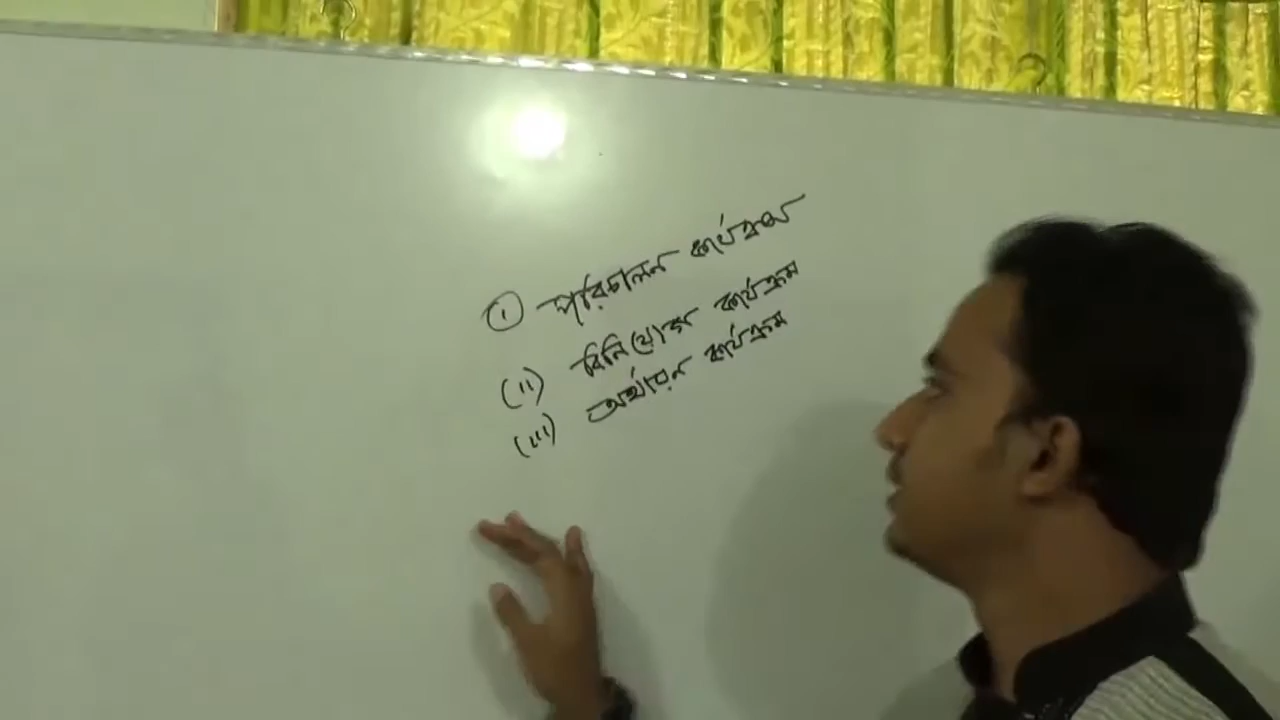 (i) পরিচালন কার্যক্রম
(ii) বিনিয়োগ কার্যক্রম
(iii) অর্থায়ন কার্যক্রম